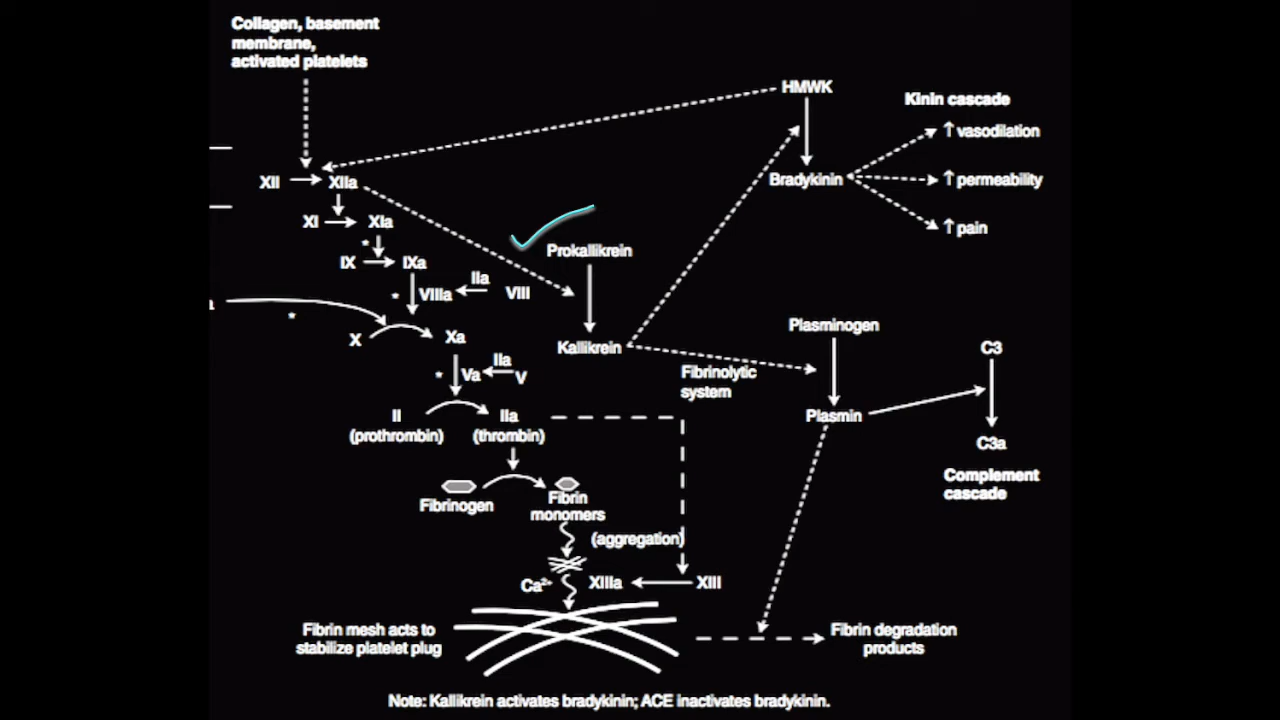 Collagen, basement
membrane,
activated platelets
HMWK
Kinin cascade
↑ vasodilation
Bradykinin
↑ permeability
↑ pain
XII
XIIa
XI
XIa
Prokallikrein
*
IX
IXa
IIa
*
VIIIa
VIII
a
*
X
Xa
Kallikrein
Plasminogen
C3
IIa
*
Va
V
Fibrinolytic
system
II
IIa
Plasmin
(prothrombin)
(thrombin)
C3a
Complement
cascade
Fibrinogen
Fibrin
monomers
(aggregation)
Ca2+
XIIIa
XIII
Fibrin mesh acts to
stabilize platelet plug
Fibrin degradation
products
Note: Kallikrein activates bradykinin; ACE inactivates bradykinin.